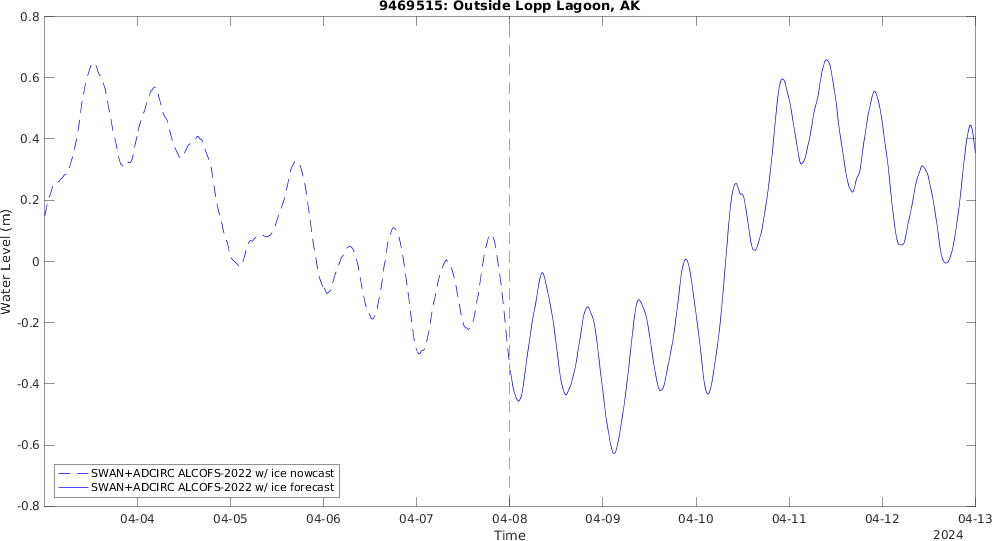 9469515: Outside Lopp Lagoon, AK
Water Level (m)
0.8
0.6
0.4
0.2
0
-0.2
-0.4
-0.6
-0.8
SWAN+ADCIRC ALCOFS-2022 w/ ice nowcast
SWAN+ADCIRC ALCOFS-2022 w/ ice forecast
04-04 04-05 04-06 04-07 04-08 04-09 04-10 04-11 04-12 04-13
Time
2024